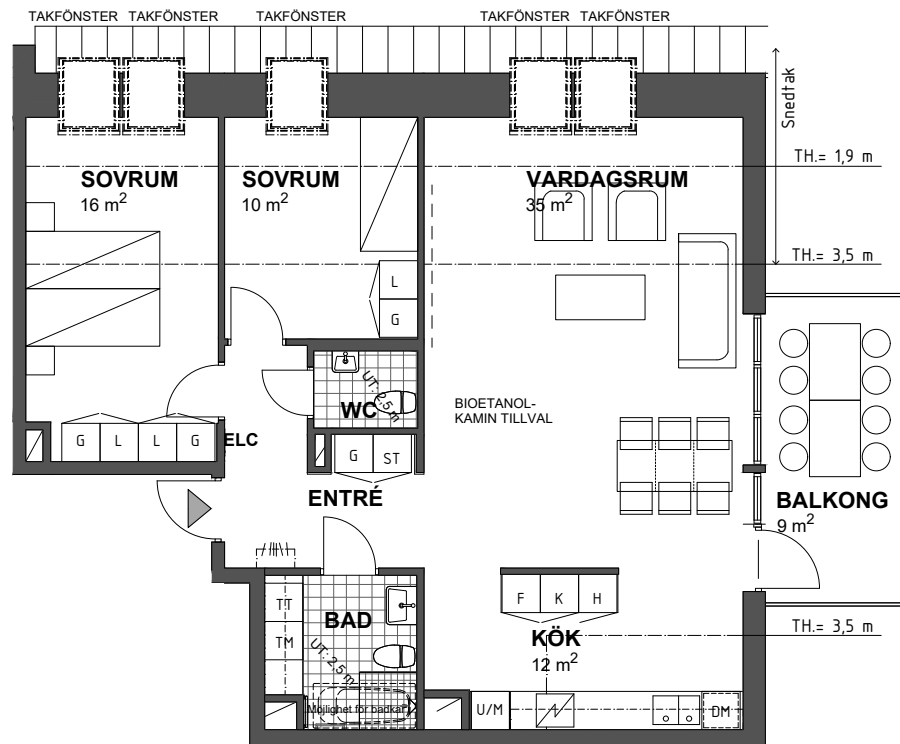 TAKFÖNSTER TAKFÖNSTER TAKFÖNSTER TAKFÖNSTER TAKFÖNSTER
Snedtak
TH.= 1,9 m
SOVRUM
16 m²
SOVRUM
10 m²
VARDAGSRUM
35 m²
TH.= 3,5 m
L
G
UT: 2,5 m
WC
BIOETANOL-
KAMIN TILLVAL
G L L G
ELC
G ST
ENTRÉ
BALKONG
9 m²
TT
TM
BAD
UT: 2,5 m
Möjlighet för badkar
F K H
KÖK
12 m²
TH.= 3,5 m
U/M
DM